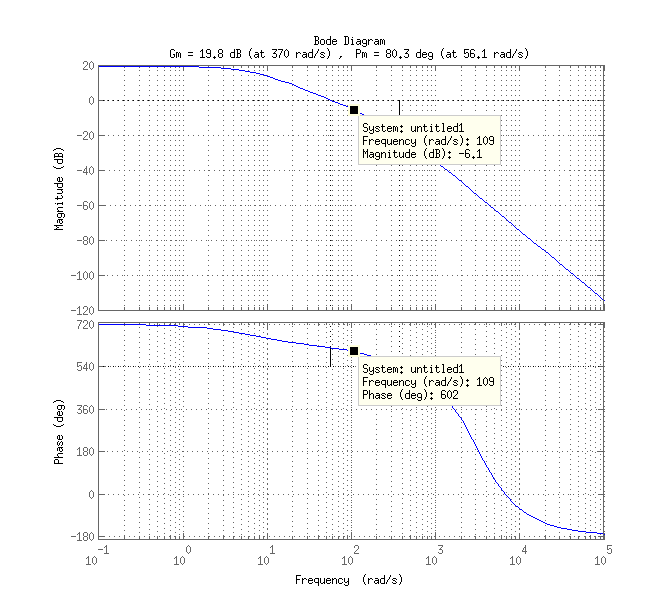 Bode Diagram
Gm = 19.8 dB (at 370 rad/s) ,  Pm = 80.3 deg (at 56.1 rad/s)
20
0
-20
-40
-60
-80
-100
-120
Magnitude (dB)
System: untitled1
Frequency (rad/s): 109
Magnitude (dB): -6.1
720
540
360
180
0
-180
Phase (deg)
System: untitled1
Frequency (rad/s): 109
Phase (deg): 602
10^-1 10^0 10^1 10^2 10^3 10^4 10^5
Frequency  (rad/s)